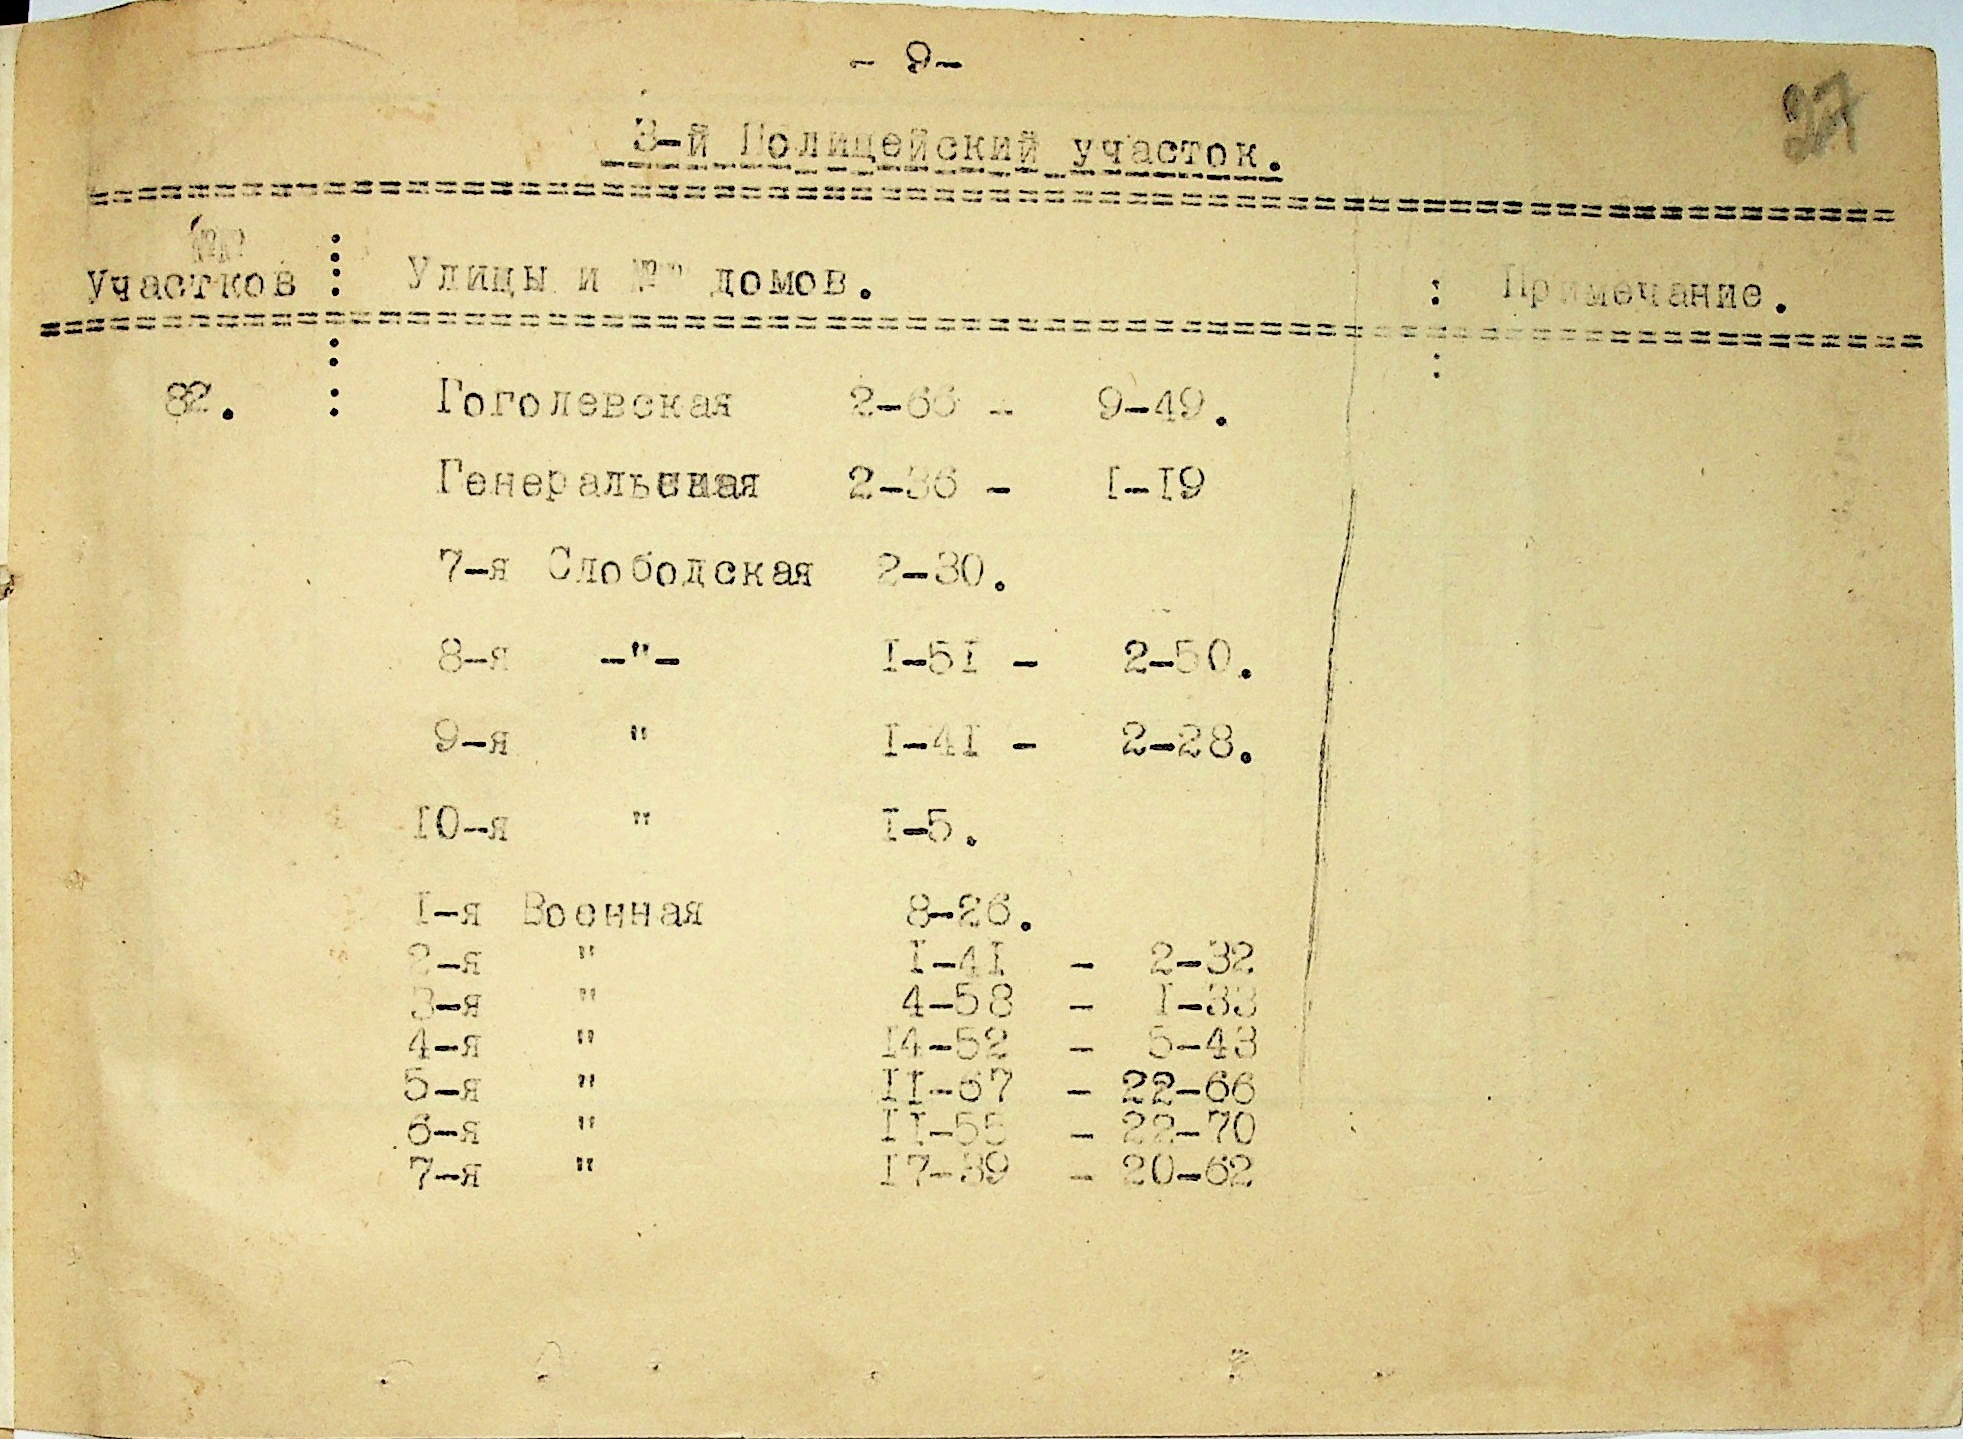 - 9-
27
3-й Полицейский участок.
№№
участков : Улицы и №№ домов. : Примечание.
82. : Гоголевская 2-66 - 9-49.
Генеральская 2-36 - I-I9
7-я Слободская 2-30.
8-я -"- I-5I - 2-50.
9-я " I-4I - 2-28.
I0-я " I-5.
I-я Военная 8-26.
2-я " I-4I - 2-32
3-я " 4-58 - I-33
4-я " I4-52 - 5-43
5-я " II-67 - 22-66
6-я " II-55 - 22-70
7-я " I7-39 - 20-62